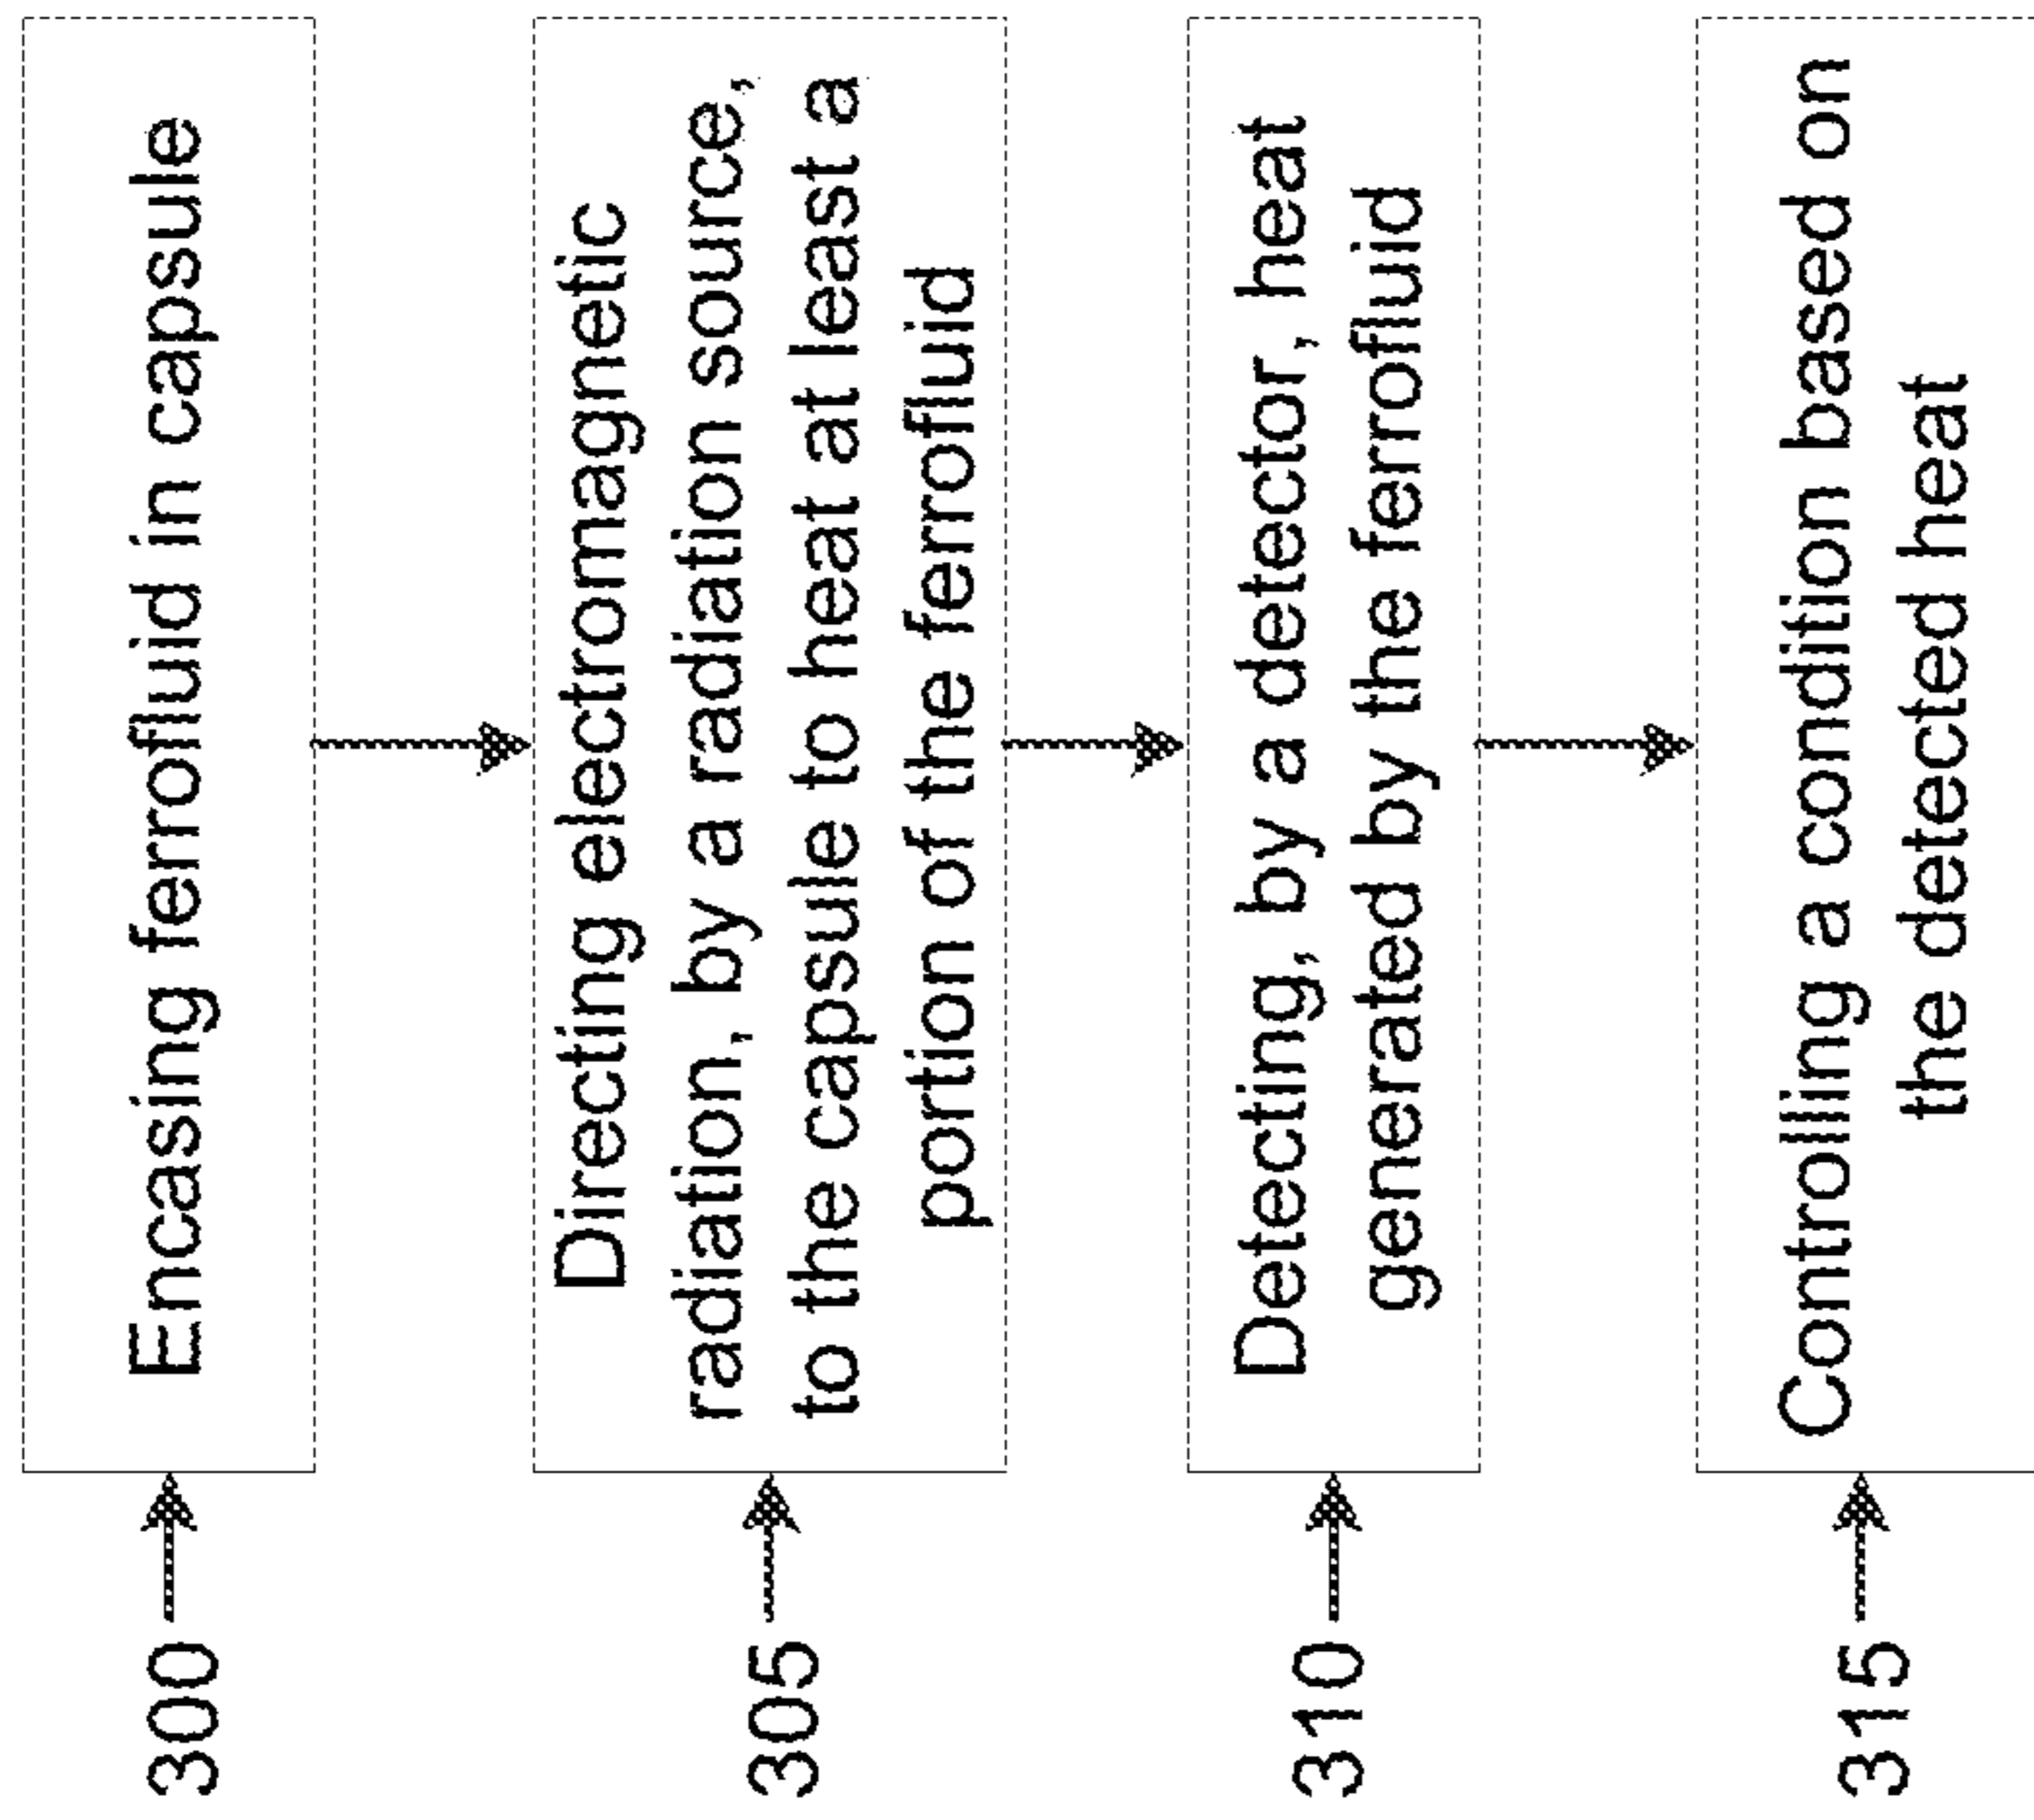 300
Encasing ferrofluid in capsule
305
Directing electromagnetic
radiation, by a radiation source,
to the capsule to heat at least a
portion of the ferrofluid
310
Detecting, by a detector, heat
generated by the ferrofluid
315
Controlling a condition based on
the detected heat